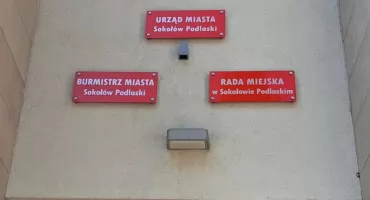 URZĄD MIASTA
Sokołów Podlaski
BURMISTRZ MIASTA
Sokołów Podlaski
RADA MIEJSKA
w Sokołowie Podlaskim